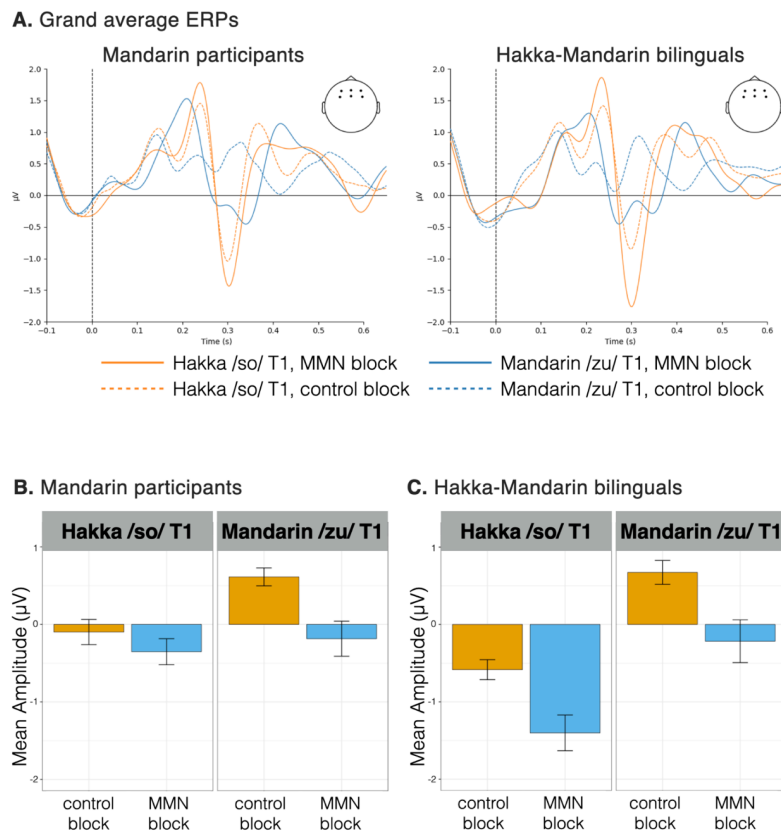 A. Grand average ERPs
Mandarin participants
Hakka-Mandarin bilinguals
2.0
1.5
1.0
0.5
0.0
−0.5
−1.0
−1.5
−2.0
μV
−0.1 0.0 0.1 0.2 0.3 0.4 0.5 0.6
Time (s)
2.0
1.5
1.0
0.5
0.0
−0.5
−1.0
−1.5
−2.0
μV
−0.1 0.0 0.1 0.2 0.3 0.4 0.5 0.6
Time (s)
Hakka /so/ T1, MMN block
Mandarin /zu/ T1, MMN block
Hakka /so/ T1, control block
Mandarin /zu/ T1, control block
B. Mandarin participants
Hakka /so/ T1 Mandarin /zu/ T1
Mean Amplitude (μV)
1
0
-1
-2
control block
MMN block
control block
MMN block
C. Hakka-Mandarin bilinguals
Hakka /so/ T1 Mandarin /zu/ T1
Mean Amplitude (μV)
1
0
-1
-2
control block
MMN block
control block
MMN block